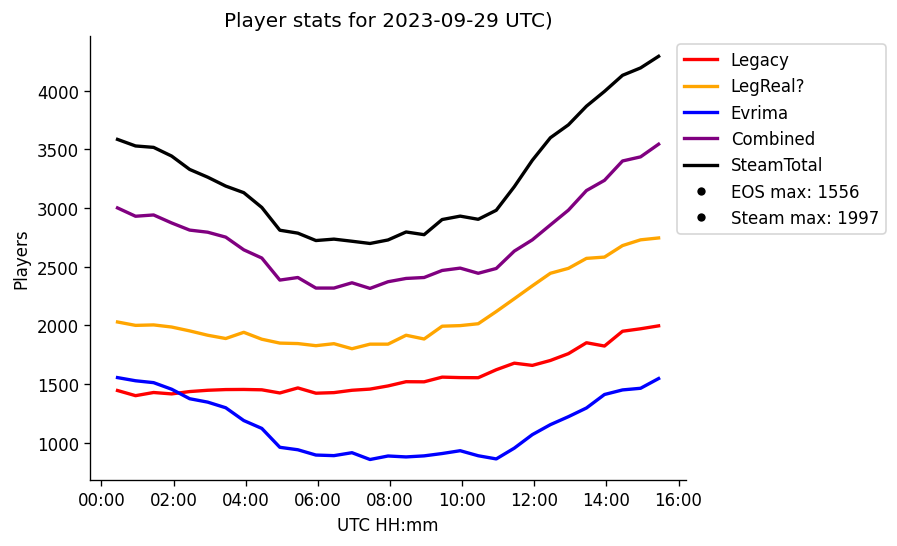 Player stats for 2023-09-29 UTC)
Legacy
LegReal?
Evrima
Combined
SteamTotal
EOS max: 1556
Steam max: 1997
Players
4000
3500
3000
2500
2000
1500
1000
00:00 02:00 04:00 06:00 08:00 10:00 12:00 14:00 16:00
UTC HH:mm